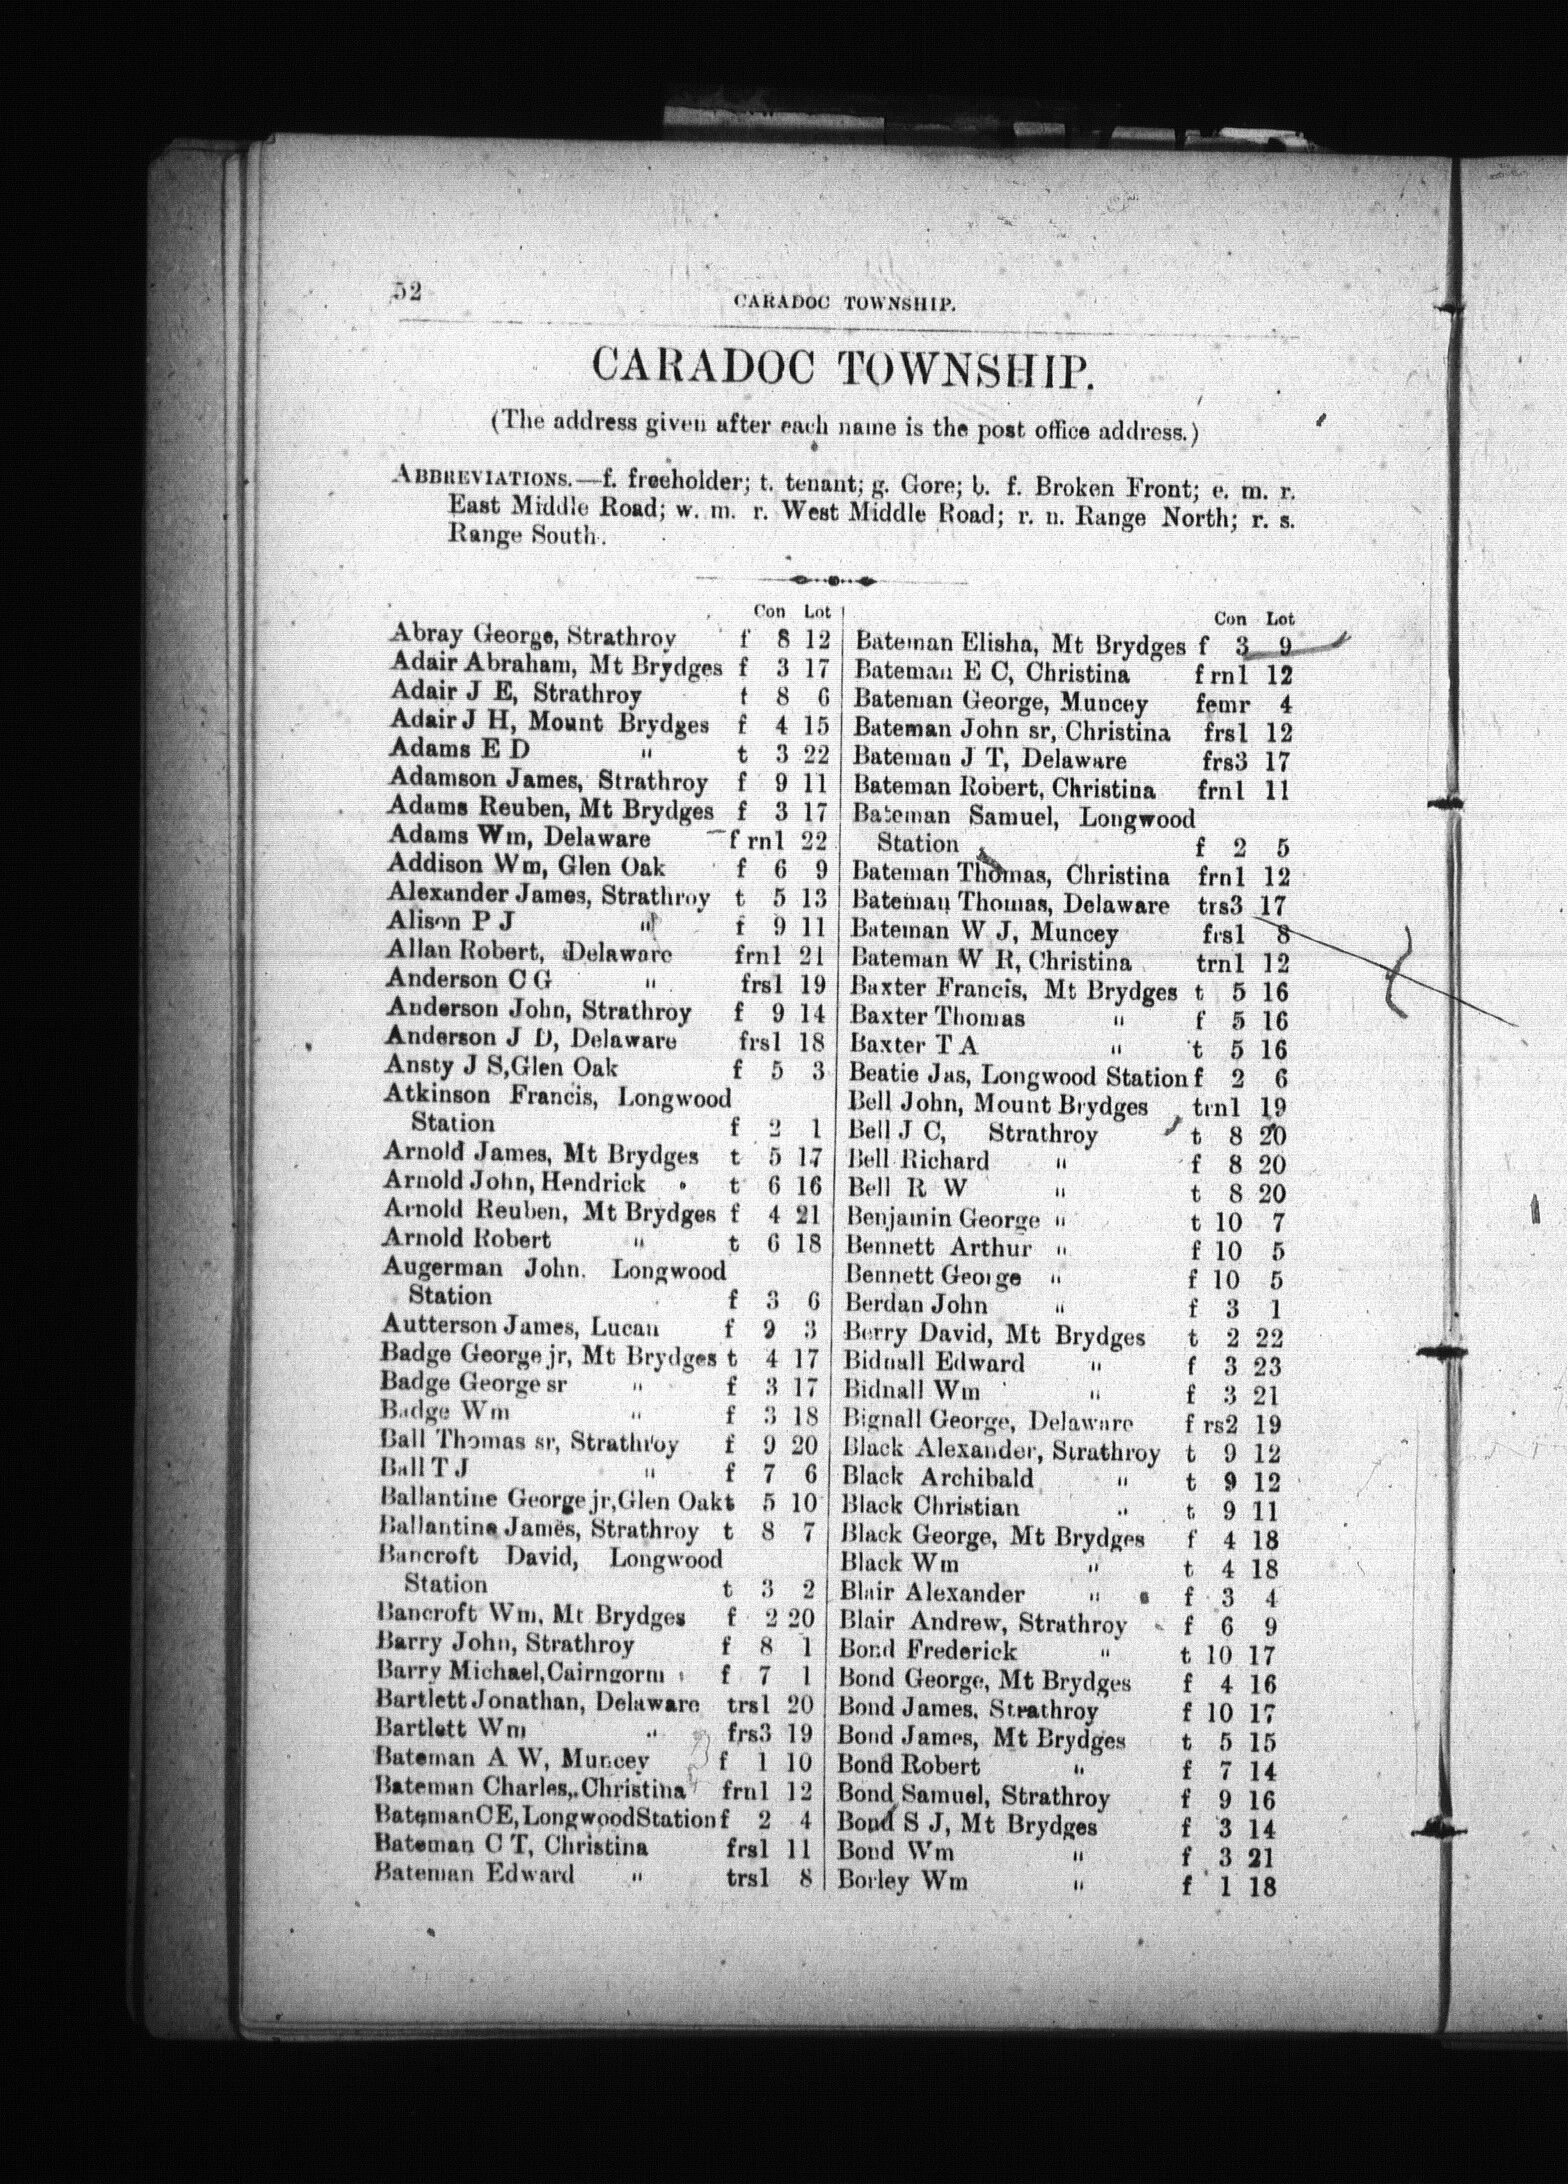 52
CARADOC TOWNSHIP.
CARADOC TOWNSHIP.
(The address given after each name is the post office address.)
ABBREVIATIONS.—f. freeholder; t. tenant; g. Gore; b. f. Broken Front; e. m. r.
East Middle Road; w. m. r. West Middle Road; r. n. Range North; r. s.
Range South.
Con Lot
Abray George, Strathroy f 8 12
Adair Abraham, Mt Brydges f 3 17
Adair J E, Strathroy t 8 6
Adair J H, Mount Brydges f 4 15
Adams E D " t 3 22
Adamson James, Strathroy f 9 11
Adams Reuben, Mt Brydges f 3 17
Adams Wm, Delaware f rn1 22
Addison Wm, Glen Oak f 6 9
Alexander James, Strathroy t 5 13
Alison P J " f 9 11
Allan Robert, Delaware frn1 21
Anderson C G " frs1 19
Anderson John, Strathroy f 9 14
Anderson J D, Delaware frs1 18
Ansty J S, Glen Oak f 5 3
Atkinson Francis, Longwood
Station f 2 1
Arnold James, Mt Brydges t 5 17
Arnold John, Hendrick t 6 16
Arnold Reuben, Mt Brydges f 4 21
Arnold Robert " t 6 18
Augerman John, Longwood
Station f 3 6
Autterson James, Lucan f 9 3
Badge George jr, Mt Brydges t 4 17
Badge George sr " f 3 17
Badge Wm " f 3 18
Ball Thomas sr, Strathroy f 9 20
Ball T J " f 7 6
Ballantine George jr, Glen Oak t 5 10
Ballantine James, Strathroy t 8 7
Bancroft David, Longwood
Station t 3 2
Bancroft Wm, Mt Brydges f 2 20
Barry John, Strathroy f 8 1
Barry Michael, Cairngorm f 7 1
Bartlett Jonathan, Delaware trs1 20
Bartlett Wm " frs3 19
Bateman A W, Muncey f 1 10
Bateman Charles, Christina frn1 12
Bateman C E, Longwood Station f 2 4
Bateman C T, Christina frs1 11
Bateman Edward " trs1 8
Con Lot
Bateman Elisha, Mt Brydges f 3 9
Bateman E C, Christina f rn1 12
Bateman George, Muncey femr 4
Bateman John sr, Christina frs1 12
Bateman J T, Delaware frs3 17
Bateman Robert, Christina frn1 11
Bateman Samuel, Longwood
Station f 2 5
Bateman Thomas, Christina frn1 12
Bateman Thomas, Delaware trs3 17
Bateman W J, Muncey frs1 8
Bateman W R, Christina trn1 12
Baxter Francis, Mt Brydges t 5 16
Baxter Thomas " f 5 16
Baxter T A " t 5 16
Beatie Jas, Longwood Station f 2 6
Bell John, Mount Brydges trn1 19
Bell J C, Strathroy t 8 20
Bell Richard " f 8 20
Bell R W " t 8 20
Benjamin George " t 10 7
Bennett Arthur " f 10 5
Bennett George " f 10 5
Berdan John " f 3 1
Berry David, Mt Brydges t 2 22
Bidnall Edward " f 3 23
Bidnall Wm " f 3 21
Bignall George, Delaware f rs2 19
Black Alexander, Strathroy t 9 12
Black Archibald " t 9 12
Black Christian " t 9 11
Black George, Mt Brydges f 4 18
Black Wm " t 4 18
Blair Alexander " f 3 4
Blair Andrew, Strathroy f 6 9
Bond Frederick " t 10 17
Bond George, Mt Brydges f 4 16
Bond James, Strathroy f 10 17
Bond James, Mt Brydges t 5 15
Bond Robert " f 7 14
Bond Samuel, Strathroy f 9 16
Bond S J, Mt Brydges f 3 14
Bond Wm " f 3 21
Borley Wm " f 1 18